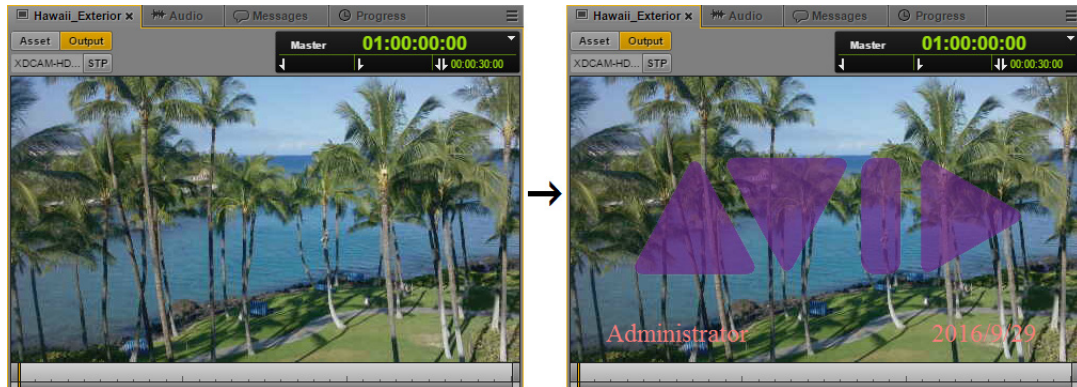 Hawaii_Exterior x Audio Messages Progress
Asset Output Master 01:00:00:00
XDCAM-HD... STP 00:00:30:00
Hawaii_Exterior x Audio Messages Progress
Asset Output Master 01:00:00:00
XDCAM-HD... STP 00:00:30:00
Administrator 2016/9/29